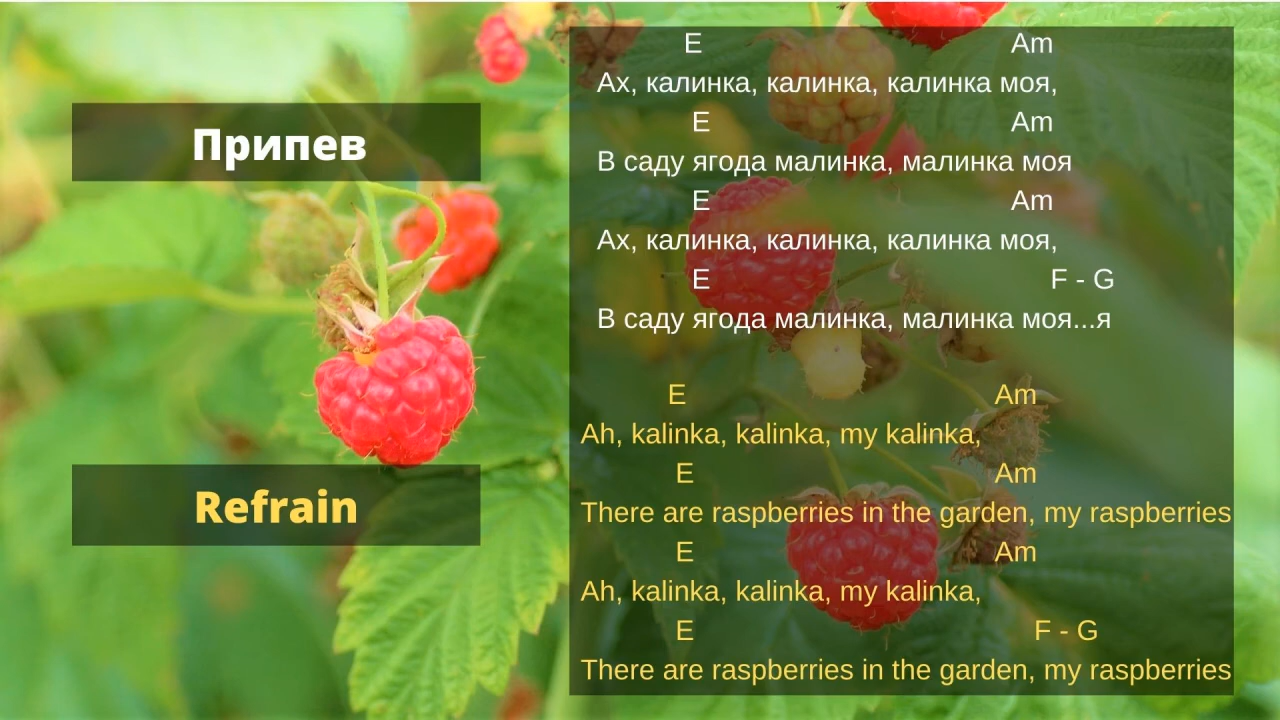 Припев
E Am
Ах, калинка, калинка, калинка моя,
E Am
В саду ягода малинка, малинка моя
E Am
Ах, калинка, калинка, калинка моя,
E F - G
В саду ягода малинка, малинка моя...я
Refrain
E Am
Ah, kalinka, kalinka, my kalinka,
E Am
There are raspberries in the garden, my raspberries
E Am
Ah, kalinka, kalinka, my kalinka,
E F - G
There are raspberries in the garden, my raspberries